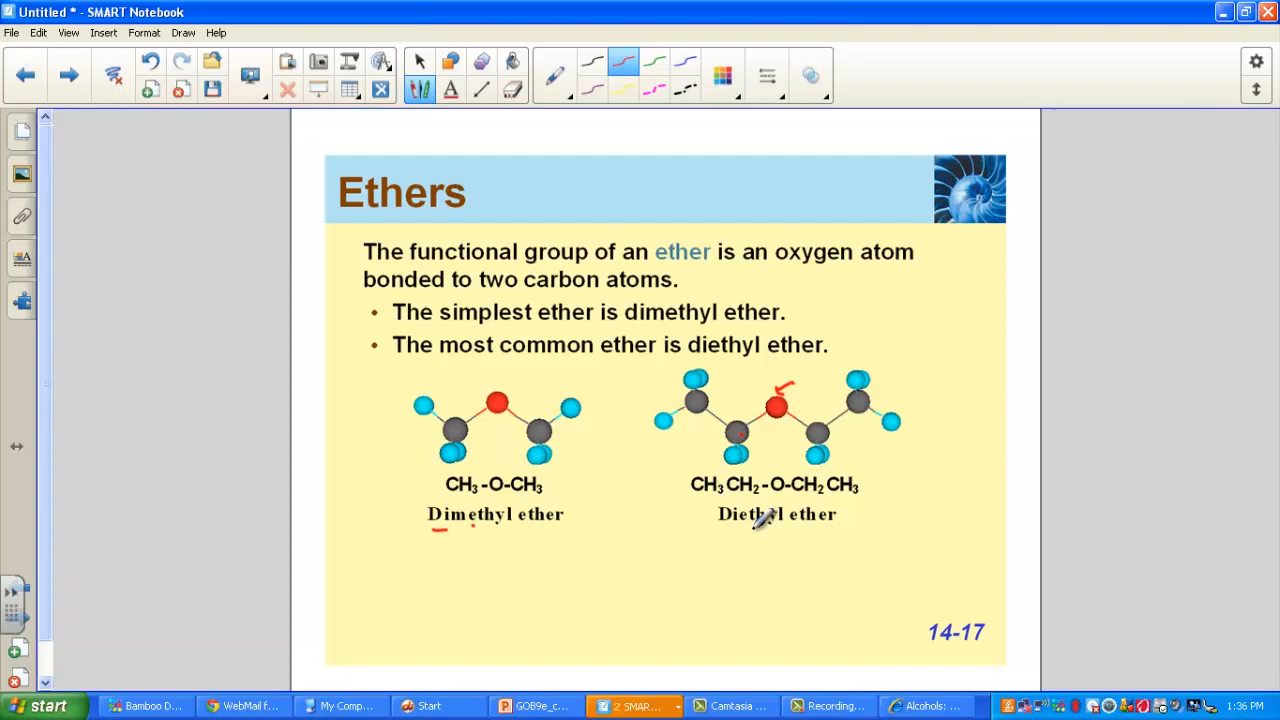 Untitled * - SMART Notebook
File Edit View Insert Format Draw Help
Ethers
The functional group of an ether is an oxygen atom
bonded to two carbon atoms.
• The simplest ether is dimethyl ether.
• The most common ether is diethyl ether.
CH₃-O-CH₃
CH₃CH₂-O-CH₂CH₃
Dimethyl ether
Diethyl ether
14-17
start Bamboo D... WebMail f... My Compu... Start GOB9e_c... 2 SMAR... Camtasia ... Recording... Alcohols: ... 1:36 PM